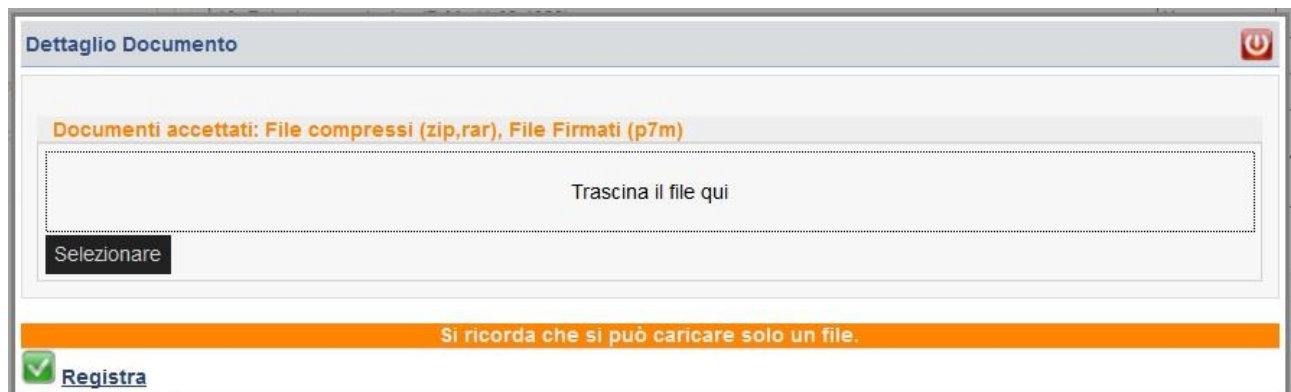 Dettaglio Documento
Documenti accettati: File compressi (zip,rar), File Firmati (p7m)
Trascina il file qui
Selezionare
Si ricorda che si può caricare solo un file.
Registra